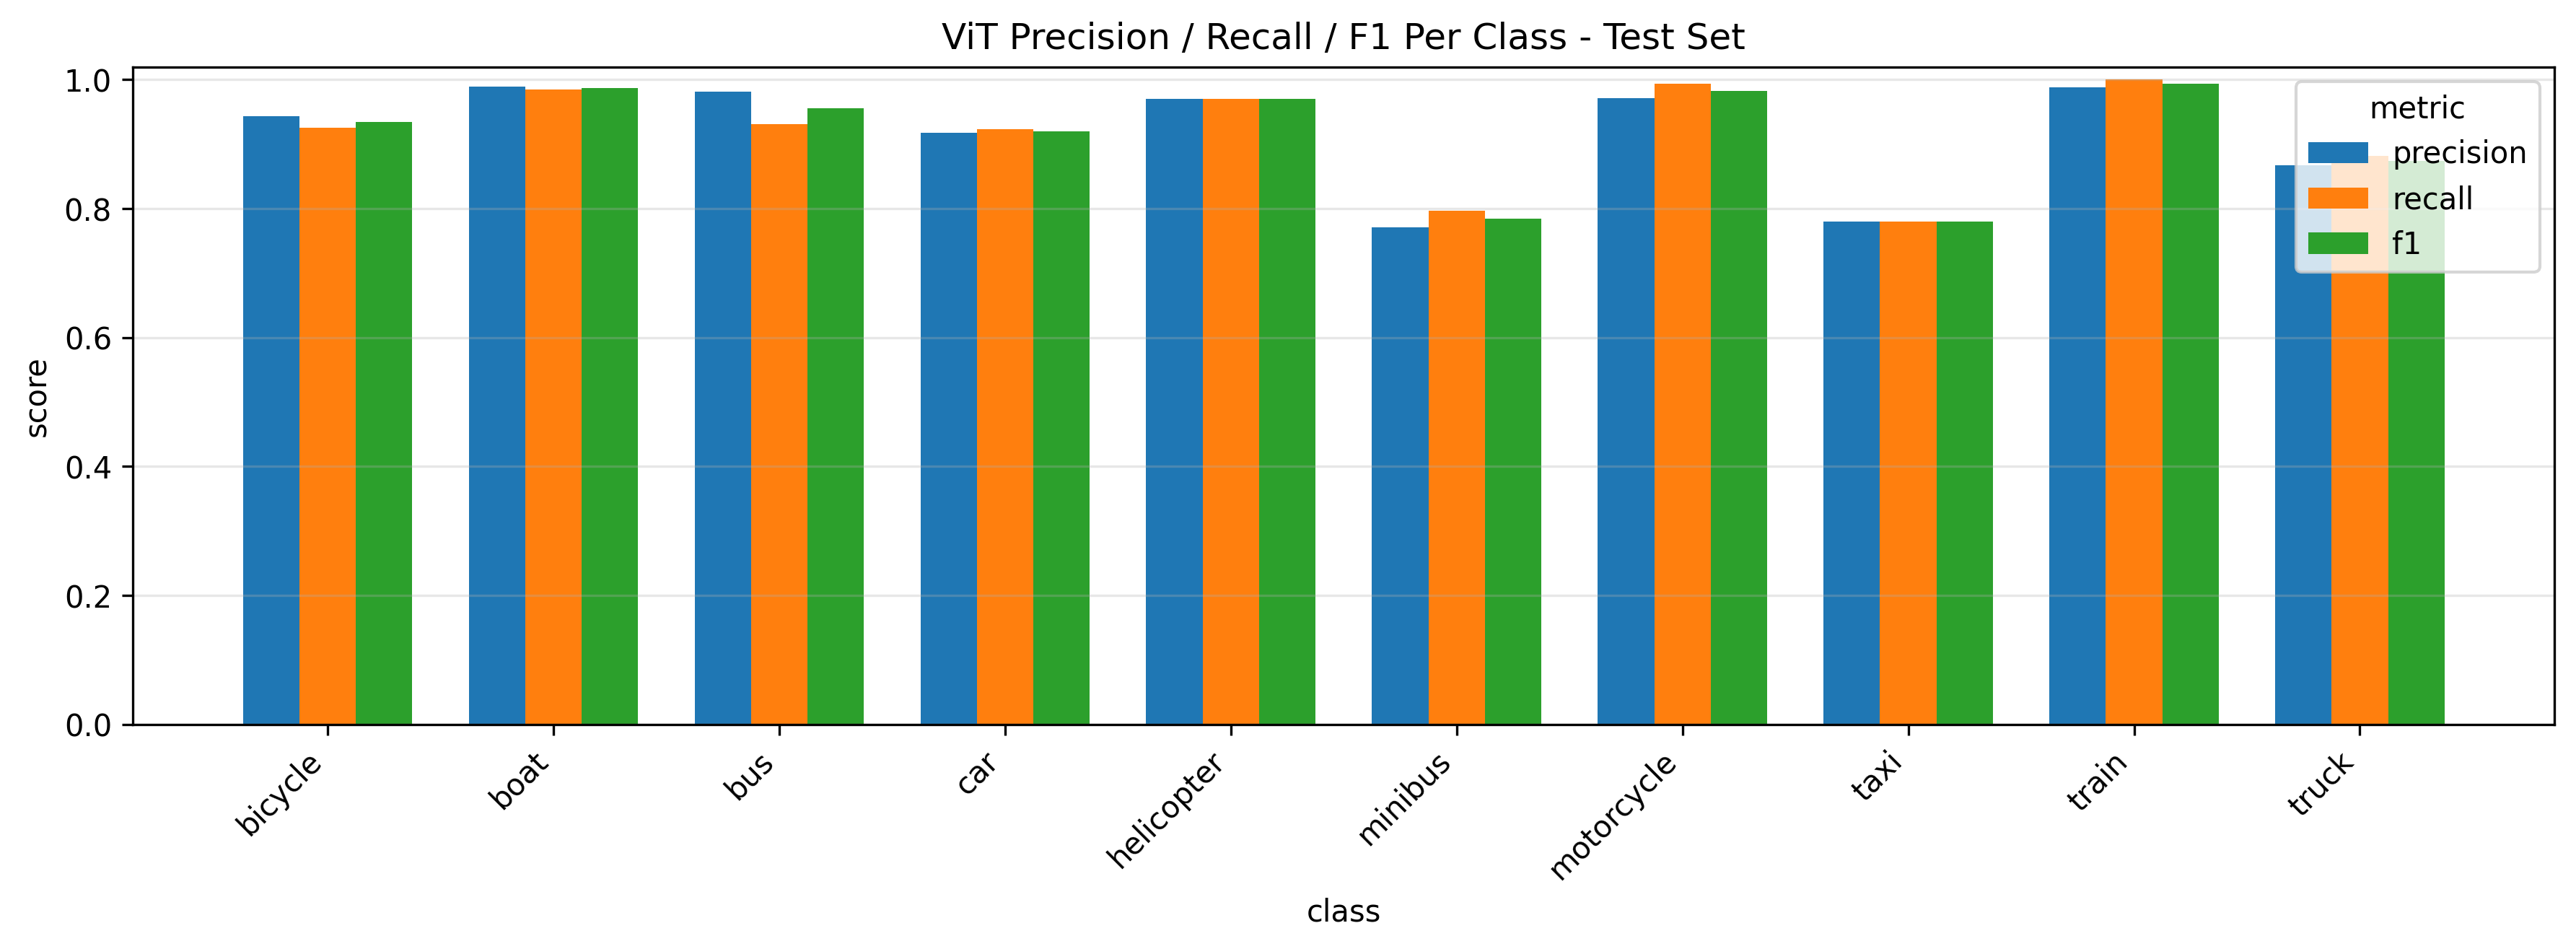 ViT Precision / Recall / F1 Per Class - Test Set
score
1.0
0.8
0.6
0.4
0.2
0.0
metric
precision
recall
f1
bicycle
boat
bus
car
helicopter
minibus
motorcycle
taxi
train
truck
class